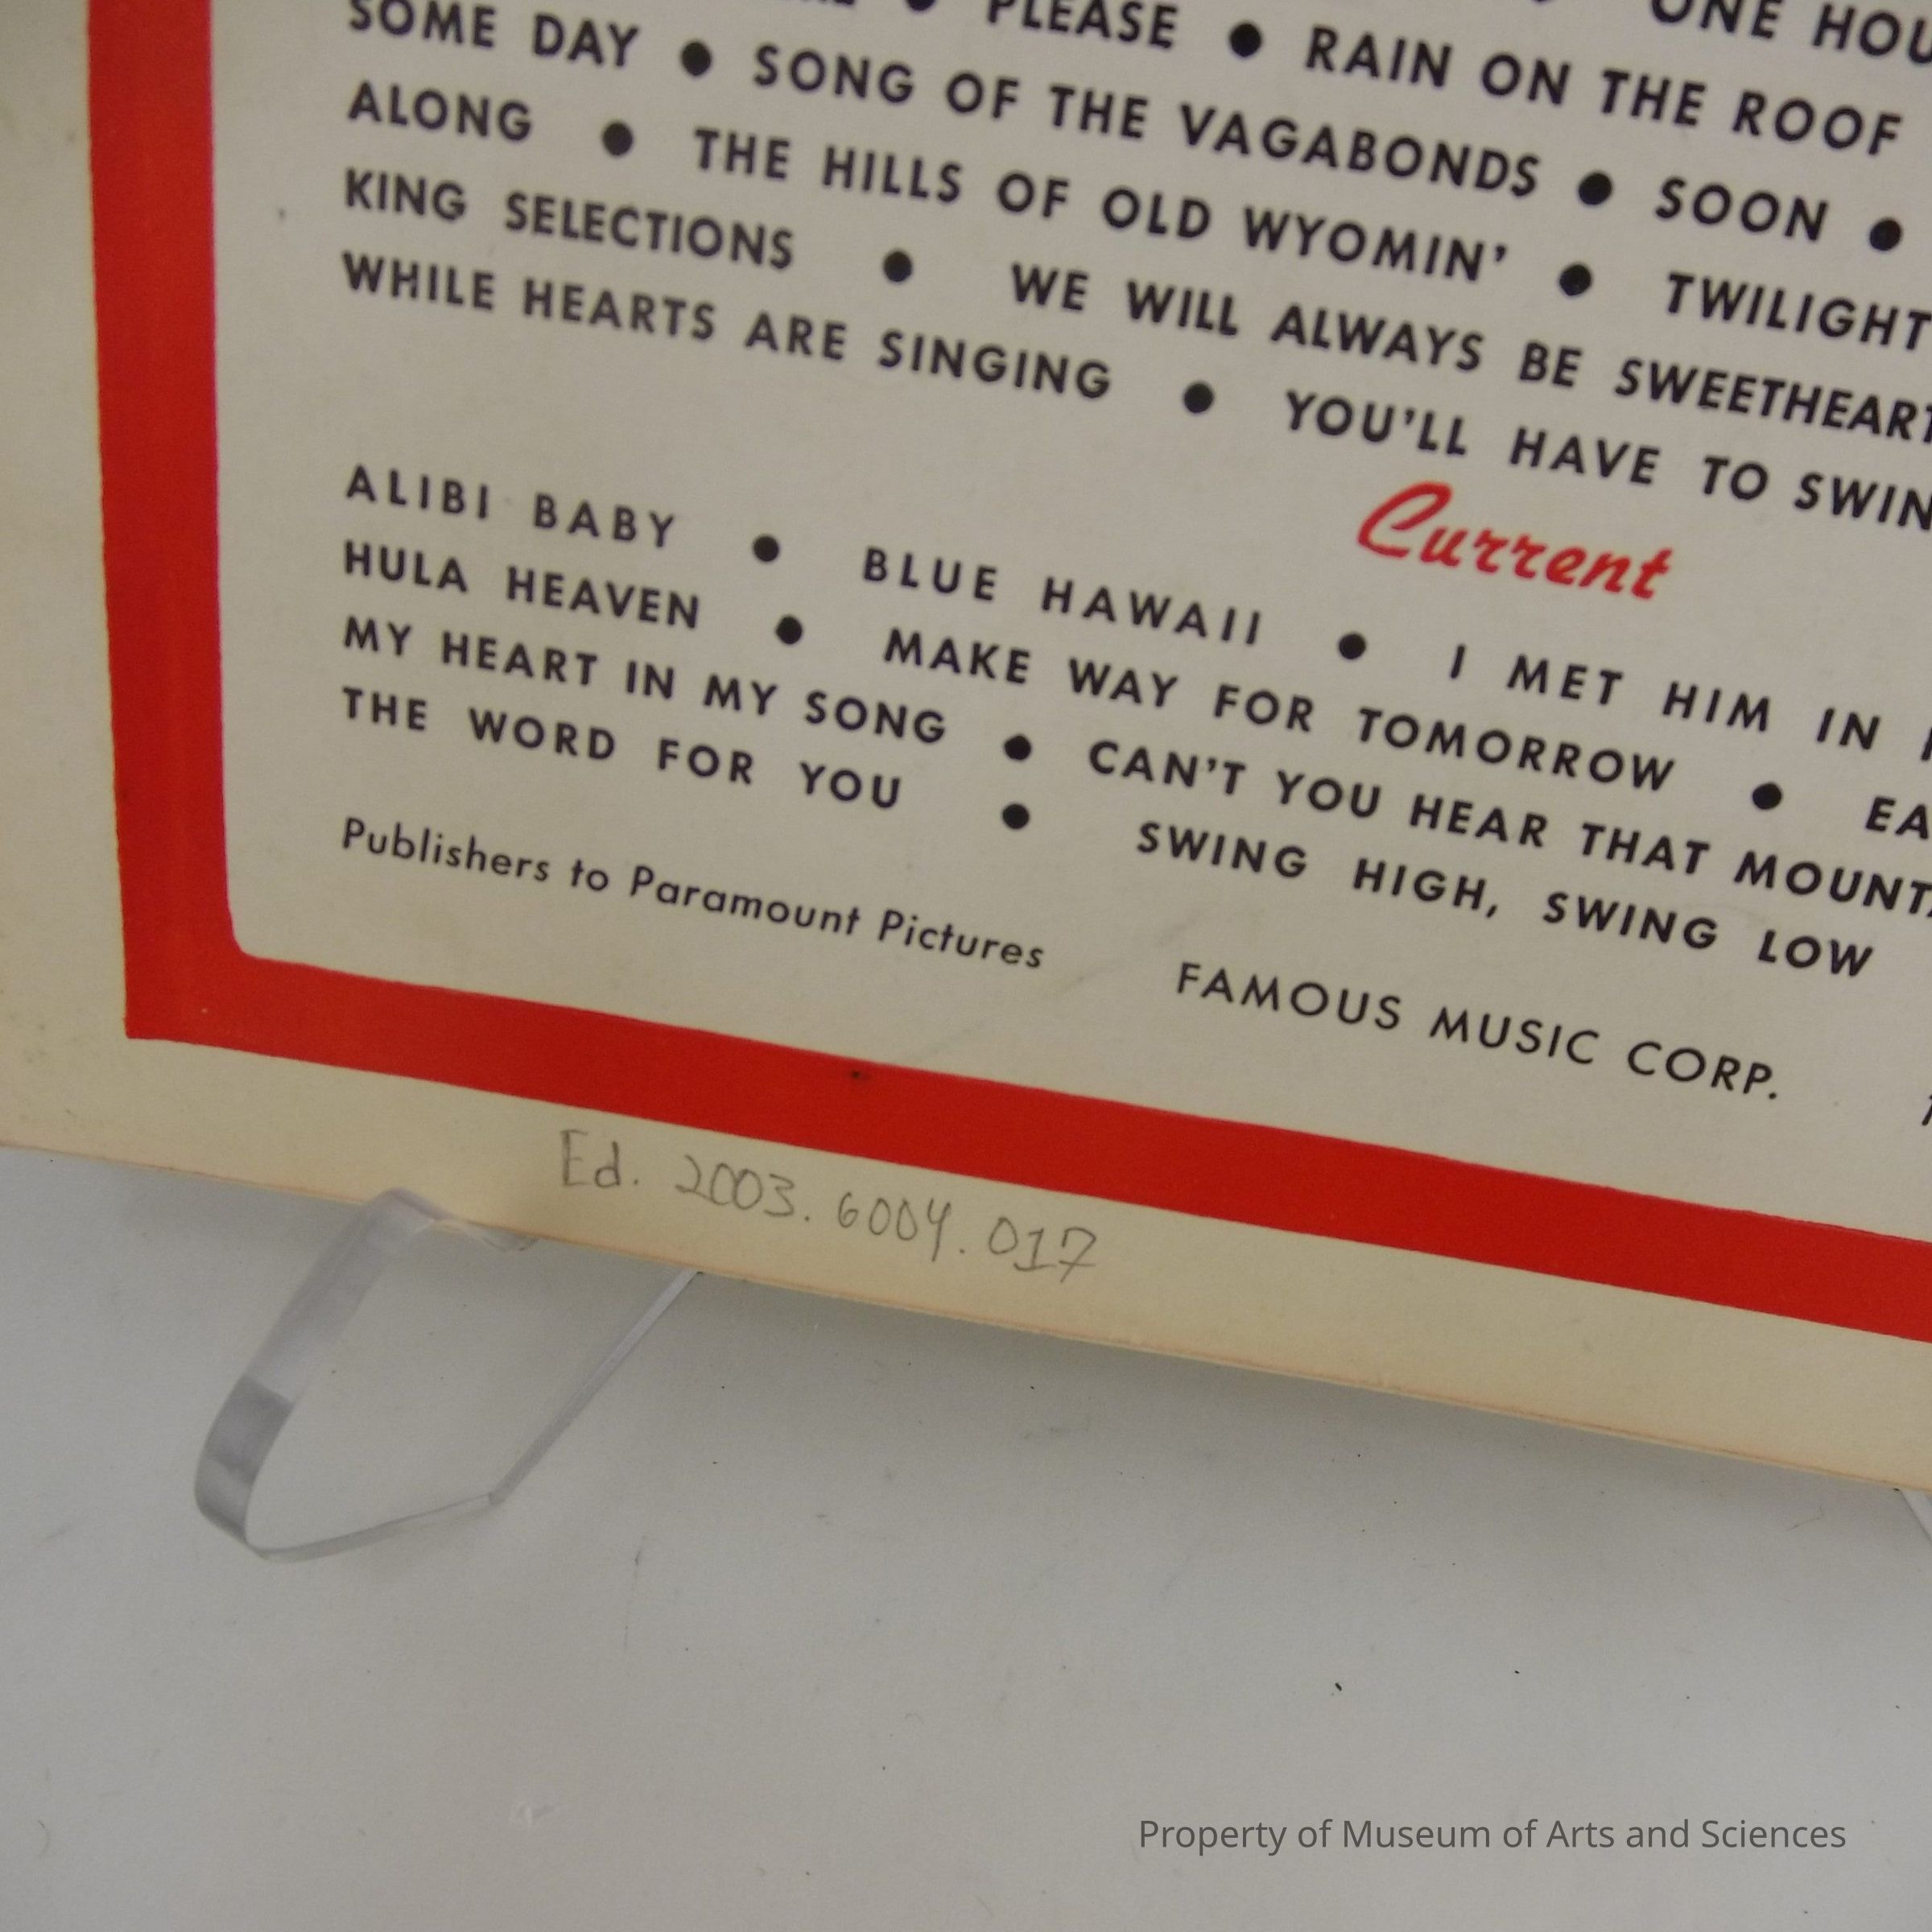 PLEASE ● RAIN ON THE ROOF
SOME DAY ● SONG OF THE VAGABONDS ● SOON ●
ALONG ● THE HILLS OF OLD WYOMIN' ● TWILIGHT
KING SELECTIONS ● WE WILL ALWAYS BE SWEETHEART
WHILE HEARTS ARE SINGING ● YOU'LL HAVE TO
Current
ALIBI BABY ● BLUE HAWAII ● I MET HIM IN
HULA HEAVEN ● MAKE WAY FOR TOMORROW ●
MY HEART IN MY SONG ● CAN'T YOU HEAR THAT
THE WORD FOR YOU ● SWING HIGH, SWING LOW
Publishers to Paramount Pictures FAMOUS MUSIC CORP.
Ed. 2003.6004.017
Property of Museum of Arts and Sciences